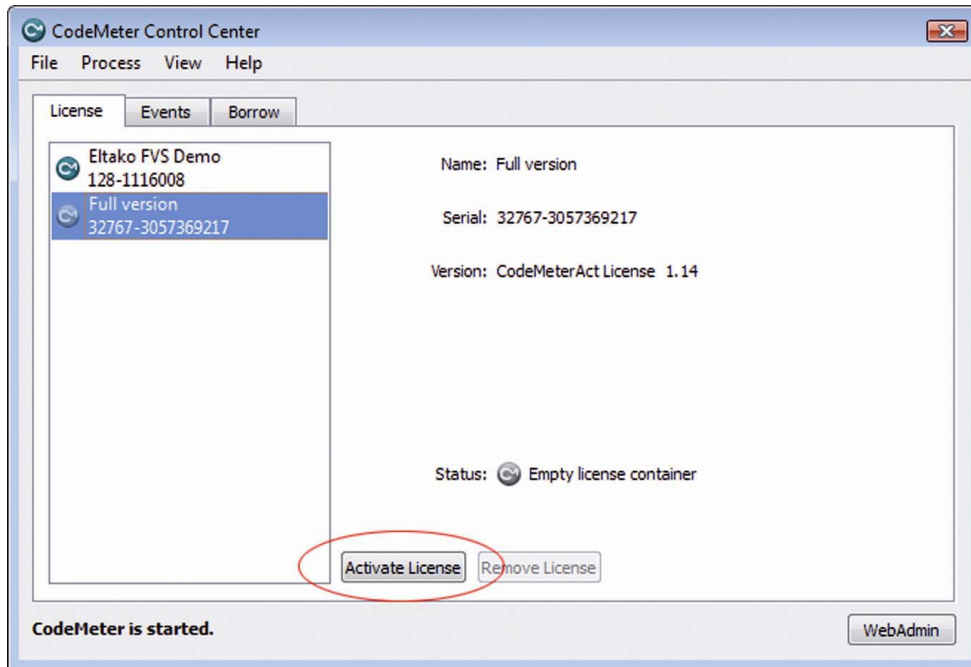 CodeMeter Control Center
File Process View Help
License Events Borrow
Eltako FVS Demo
128-1116008
Full version
32767-3057369217
Name: Full version
Serial: 32767-3057369217
Version: CodeMeterAct License 1.14
Status: Empty license container
Activate License Remove License
CodeMeter is started.
WebAdmin